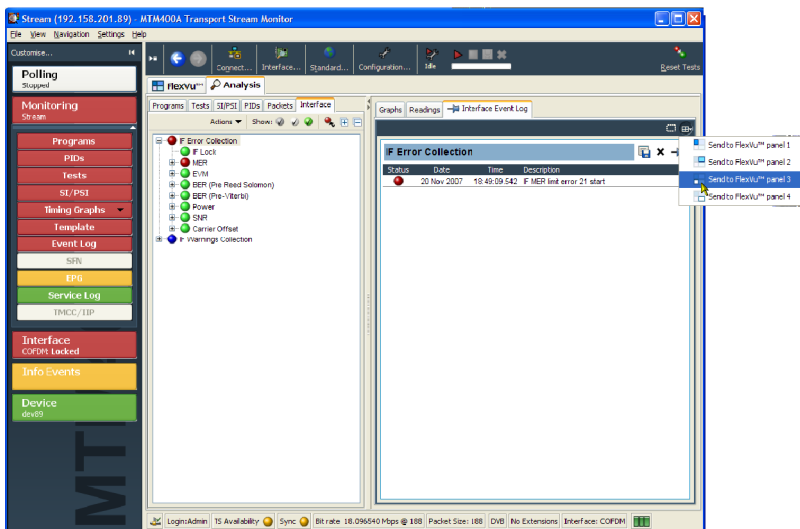 Stream (192.158.201.89) - MTM400A Transport Stream Monitor
File View Navigation Settings Help
Customise...
Connect... Interface... Standard... Configuration... Idle Reset Tests
Polling
Stopped
FlexVu™ Analysis
Monitoring
Stream
Programs Tests SI/PSI PIDs Packets Interface
Graphs Readings Interface Event Log
Actions Show:
Programs
PIDs
Tests
SI/PSI
Timing Graphs
Template
Event Log
SFN
EPG
Service Log
TMCC/IIP
Interface
COFDM: Locked
Info Events
Device
dev89
MTM
IF Error Collection
IF Lock
MER
EVM
BER (Pre Reed Solomon)
BER (Pre-Viterbi)
Power
SNR
Carrier Offset
IF Warnings Collection
IF Error Collection
Status Date Time Description
20 Nov 2007 18:49:09.542 IF MER limit error 21 start
Send to FlexVu™ panel 1
Send to FlexVu™ panel 2
Send to FlexVu™ panel 3
Send to FlexVu™ panel 4
Login:Admin TS Availability Sync Bit rate 18.096540 Mbps @ 188 Packet Size: 188 DVB No Extensions Interface: COFDM